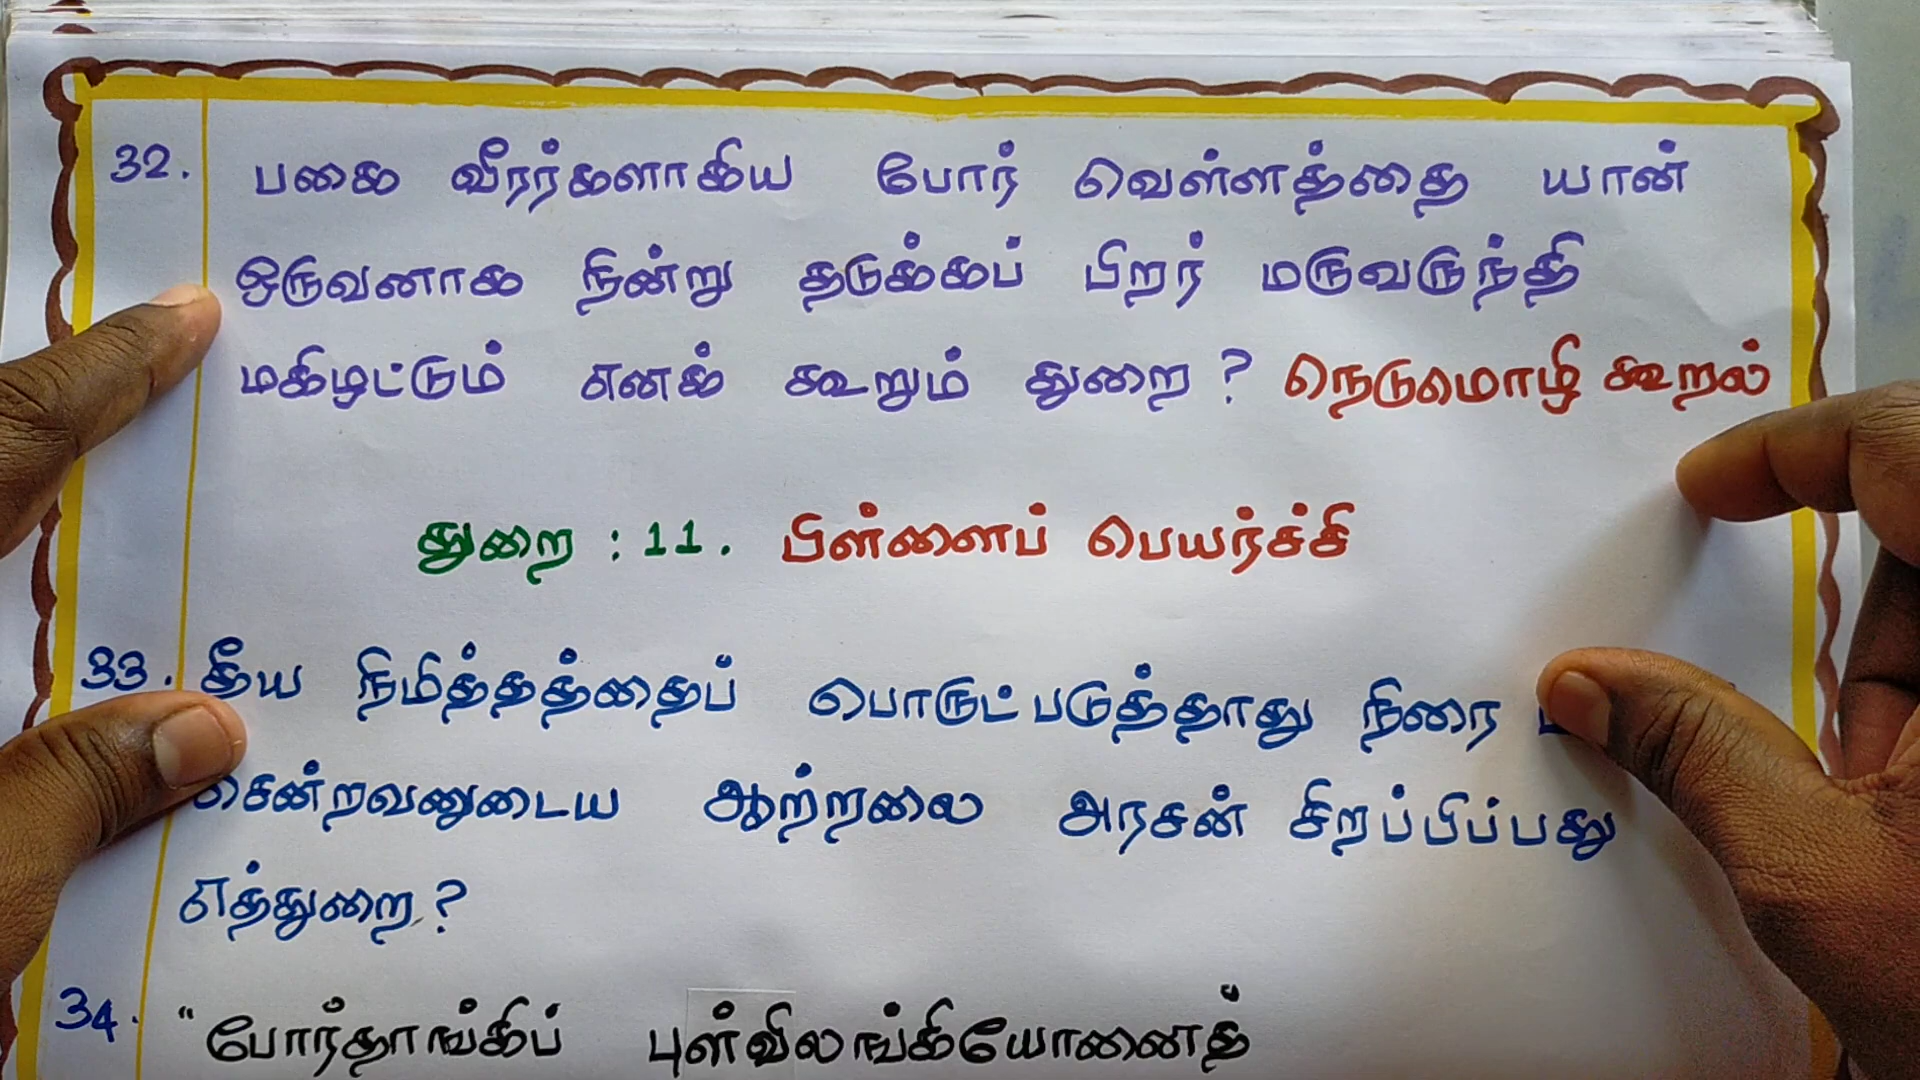 32. பகை வீரர்களாகிய போர் வெள்ளத்தை யான்
ஒருவனாக நின்று தடுக்கப் பிறர் மருவருந்தி
மகிழட்டும் எனக் கூறும் துறை? நெடுமொழி கூறல்
துறை : 11. பிள்ளைப் பெயர்ச்சி
33. தீய நிமித்தத்தைப் பொருட்படுத்தாது நிரை
சென்றவனுடைய ஆற்றலை அரசன் சிறப்பிப்பது
எத்துறை?
34. "போர்தாங்கிப் புள்விலங்கியோனைத்